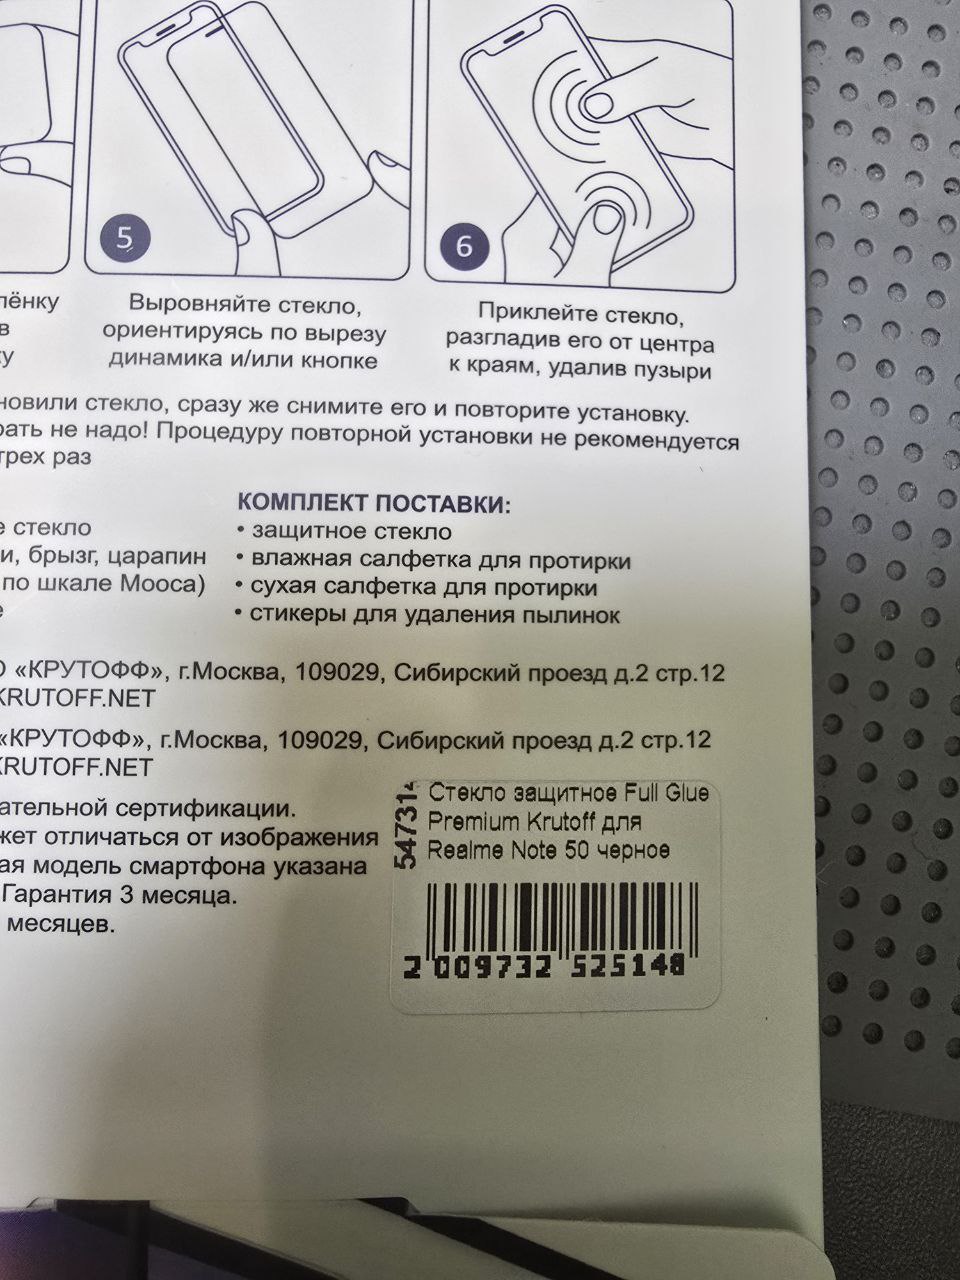 5
6
лёнку
в
ку
Выровняйте стекло,
ориентируясь по вырезу
динамика и/или кнопке
Приклейте стекло,
разгладив его от центра
к краям, удалив пузыри
новили стекло, сразу же снимите его и повторите установку.
рать не надо! Процедуру повторной установки не рекомендуется
трех раз
е стекло
и, брызг, царапин
по шкале Мооса)
е
КОМПЛЕКТ ПОСТАВКИ:
• защитное стекло
• влажная салфетка для протирки
• сухая салфетка для протирки
• стикеры для удаления пылинок
О «КРУТОФФ», г.Москва, 109029, Сибирский проезд д.2 стр.12
KRUTOFF.NET
«КРУТОФФ», г.Москва, 109029, Сибирский проезд д.2 стр.12
KRUTOFF.NET
ательной сертификации.
жет отличаться от изображения
ая модель смартфона указана
Гарантия 3 месяца.
месяцев.
547314
Стекло защитное Full Glue
Premium Krutoff для
Realme Note 50 черное
2 009732 525148